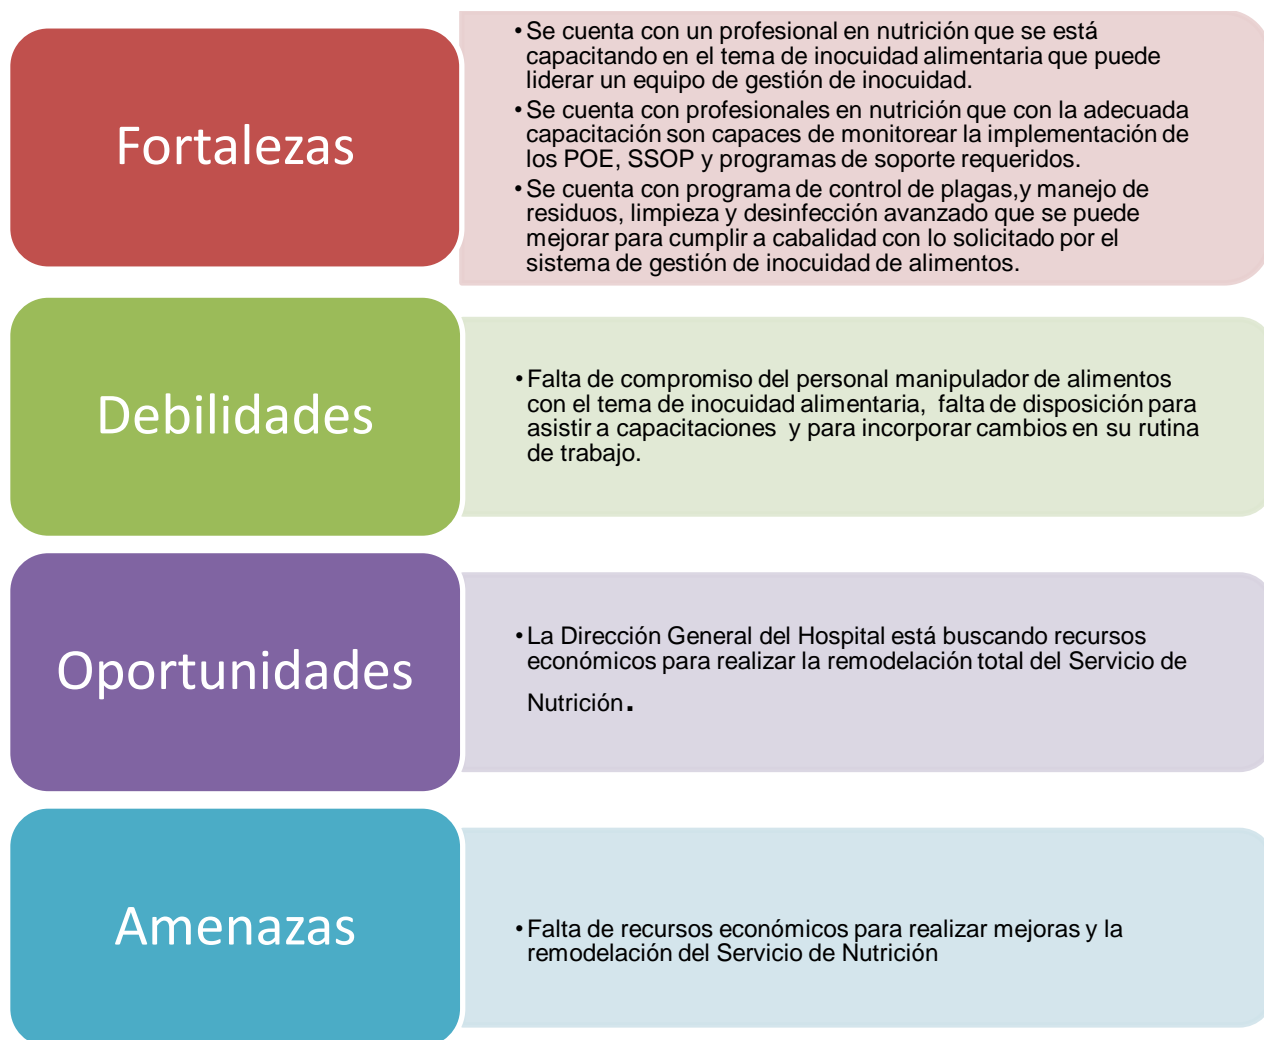 Fortalezas
•Se cuenta con un profesional en nutrición que se está
capacitando en el tema de inocuidad alimentaria que puede
liderar un equipo de gestión de inocuidad.
•Se cuenta con profesionales en nutrición que con la adecuada
capacitación son capaces de monitorear la implementación de
los POE, SSOP y programas de soporte requeridos.
•Se cuenta con programa de control de plagas,y manejo de
residuos, limpieza y desinfección avanzado que se puede
mejorar para cumplir a cabalidad con lo solicitado por el
sistema de gestión de inocuidad de alimentos.
Debilidades
•Falta de compromiso del personal manipulador de alimentos
con el tema de inocuidad alimentaria, falta de disposición para
asistir a capacitaciones y para incorporar cambios en su rutina
de trabajo.
Oportunidades
•La Dirección General del Hospital está buscando recursos
económicos para realizar la remodelación total del Servicio de
Nutrición.
Amenazas
•Falta de recursos económicos para realizar mejoras y la
remodelación del Servicio de Nutrición